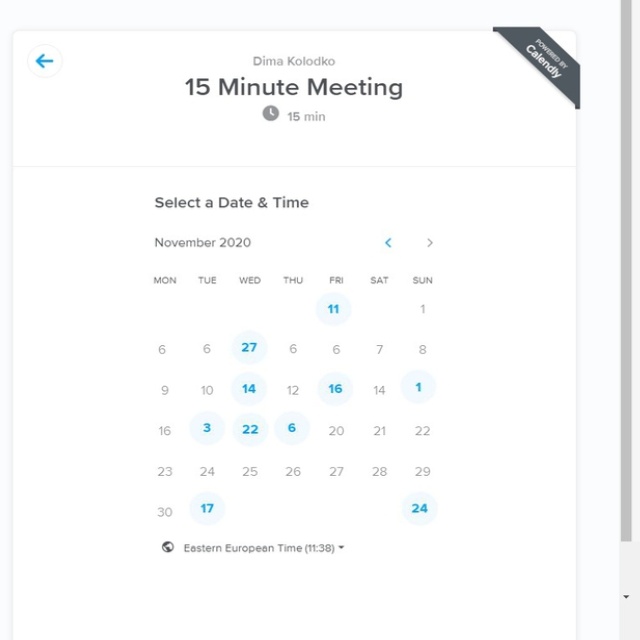 POWERED BY
Calendly
Dima Kolodko
15 Minute Meeting
15 min
Select a Date & Time
November 2020
MON TUE WED THU FRI SAT SUN
11 1
6 6 27 6 6 7 8
9 10 14 12 16 14 1
16 3 22 6 20 21 22
23 24 25 26 27 28 29
30 17 24
Eastern European Time (11:38)